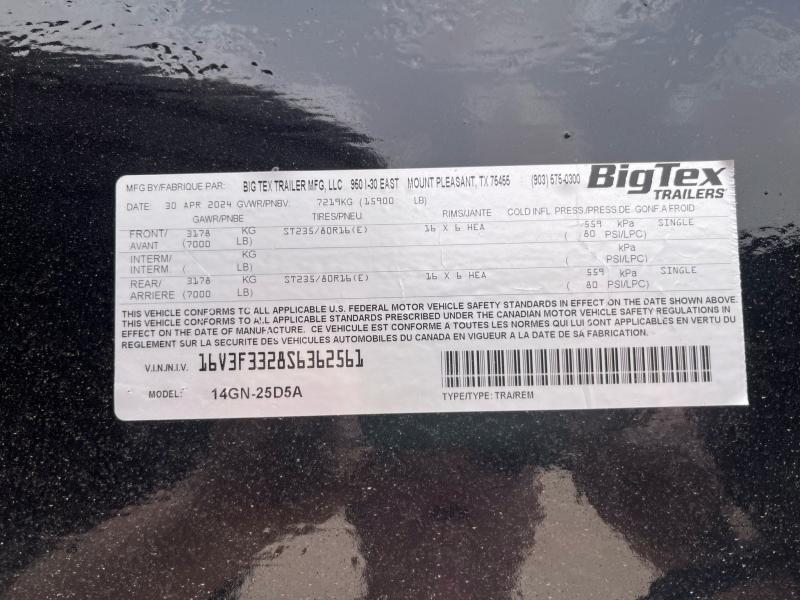 MFG BY/FABRIQUE PAR: BIG TEX TRAILER MFG, LLC 950 I-30 EAST MOUNT PLEASANT, TX 75455 (903) 575-0300 BigTex TRAILERS
DATE: 30 APR 2024 GVWR/PNBV: 7219KG (15900 LB)
GAWR/PNBE TIRES/PNEU RIMS/JANTE COLD INFL. PRESS/PRESS DE GONF.A FROID
FRONT/ 3178 KG ST235/80R16(E) 16 X 6 HEA 559 kPa SINGLE
AVANT (7000 LB) ( 80 PSI/LPC)
INTERM/ KG kPa
INTERM ( LB) ( PSI/LPC)
REAR/ 3178 KG ST235/80R16(E) 16 X 6 HEA 559 kPa SINGLE
ARRIERE (7000 LB) ( 80 PSI/LPC)
THIS VEHICLE CONFORMS TO ALL APPLICABLE U.S. FEDERAL MOTOR VEHICLE SAFETY STANDARDS IN EFFECT ON THE DATE SHOWN ABOVE.
THIS VEHICLE CONFORMS TO ALL APPLICABLE STANDARDS PRESCRIBED UNDER THE CANADIAN MOTOR VEHICLE SAFETY REGULATIONS IN
EFFECT ON THE DATE OF MANUFACTURE. CE VEHICULE EST CONFORME A TOUTES LES NORMES QUI LUI SONT APPLICABLES EN VERTU DU
REGLEMENT SUR LA SECURITE DES VEHICULES AUTOMOBILES DU CANADA EN VIGUEUR A LA DATE DE SA FABRICATION.
V.I.N./N.I.V. 16V3F3328S6362561
MODEL: 14GN-25D5A TYPE/TYPE: TRA/REM